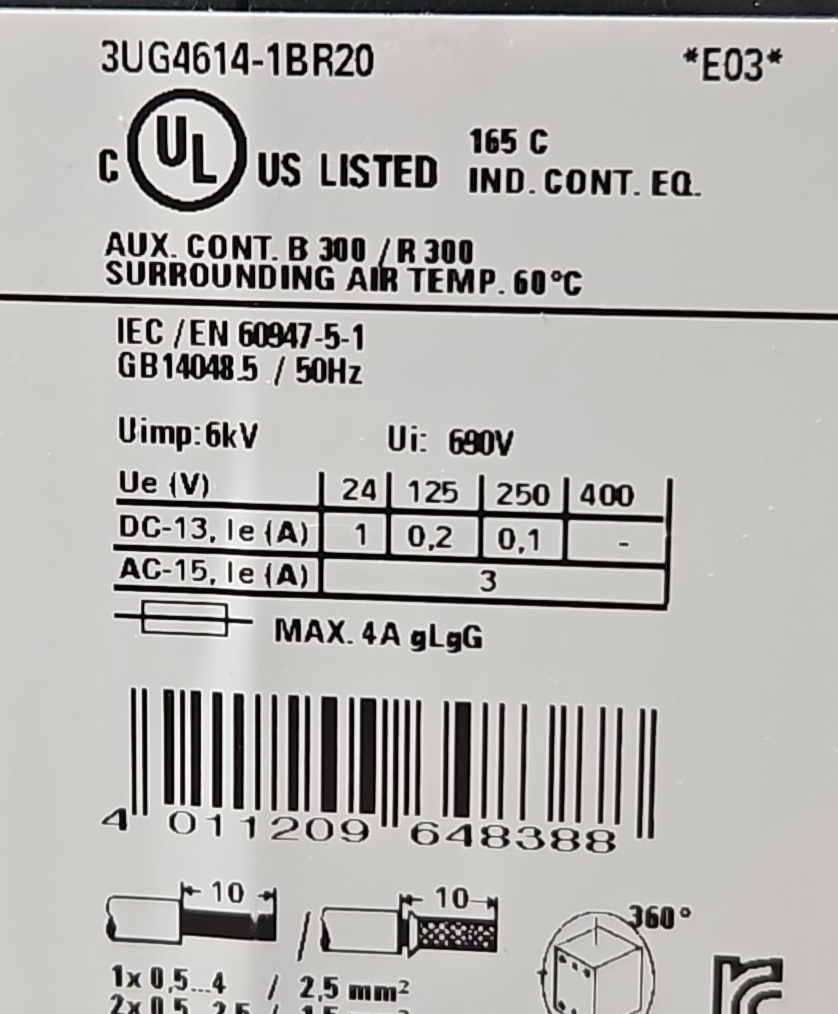 3UG4614-1BR20 *E03*
C UL US LISTED 165 C
IND. CONT. EQ.
AUX. CONT. B 300 / R 300
SURROUNDING AIR TEMP. 60°C
IEC / EN 60947-5-1
GB14048.5 / 50Hz
Uimp: 6kV Ui: 690V
Ue (V) 24 125 250 400
DC-13, Ie (A) 1 0,2 0,1 -
AC-15, Ie (A) 3
MAX. 4A gLgG
4 011209 648388
10 / 10 360°
1x 0,5...4 / 2,5 mm²